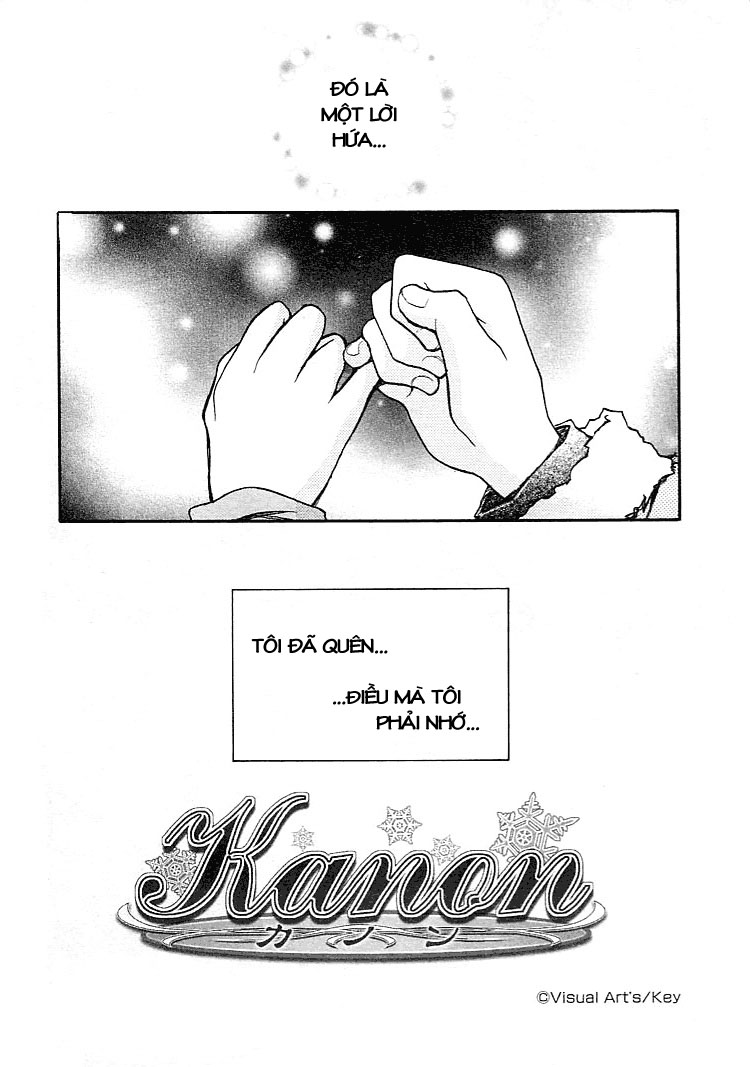 ĐÓ LÀ
MỘT LỜI
HỨA...
TÔI ĐÃ QUÊN...
...ĐIỀU MÀ TÔI
PHẢI NHỚ...
Kanon
カノン
©Visual Art's/Key